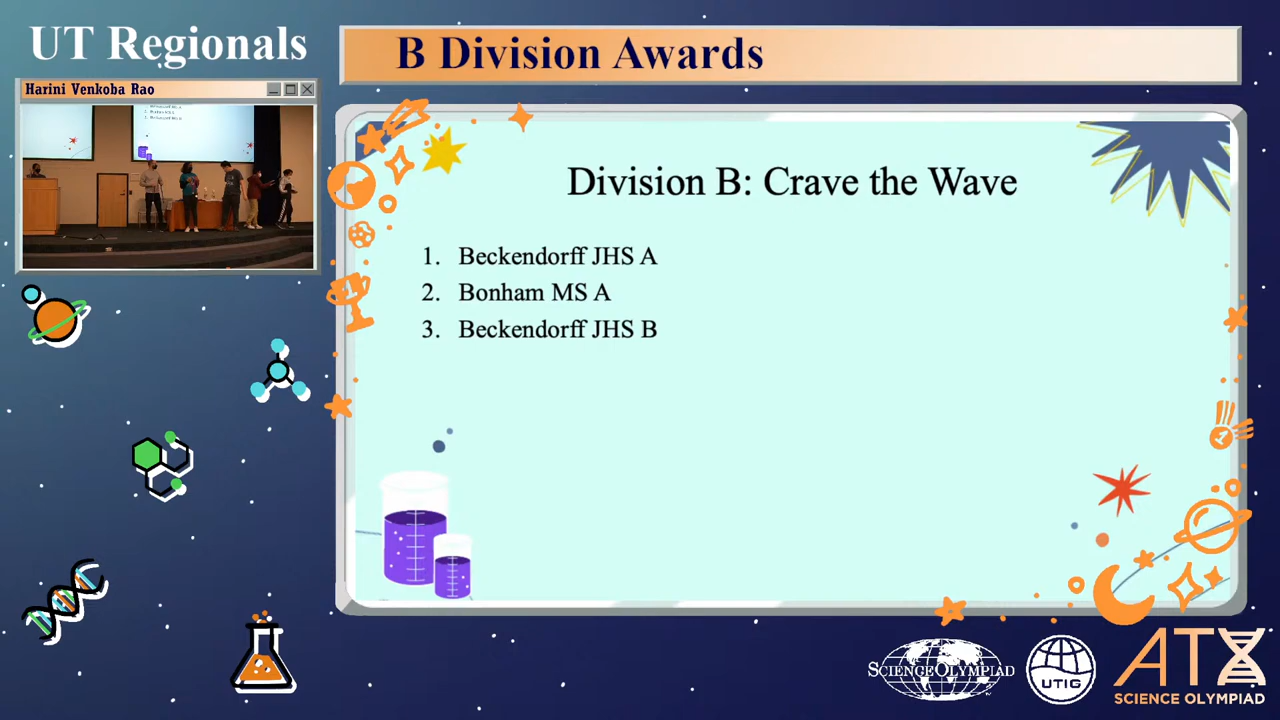 UT Regionals
B Division Awards
Harini Venkoba Rao
Division B: Crave the Wave
1. Beckendorff JHS A
2. Bonham MS A
3. Beckendorff JHS B
SCIENCE OLYMPIAD
UTIG
ATX
SCIENCE OLYMPIAD